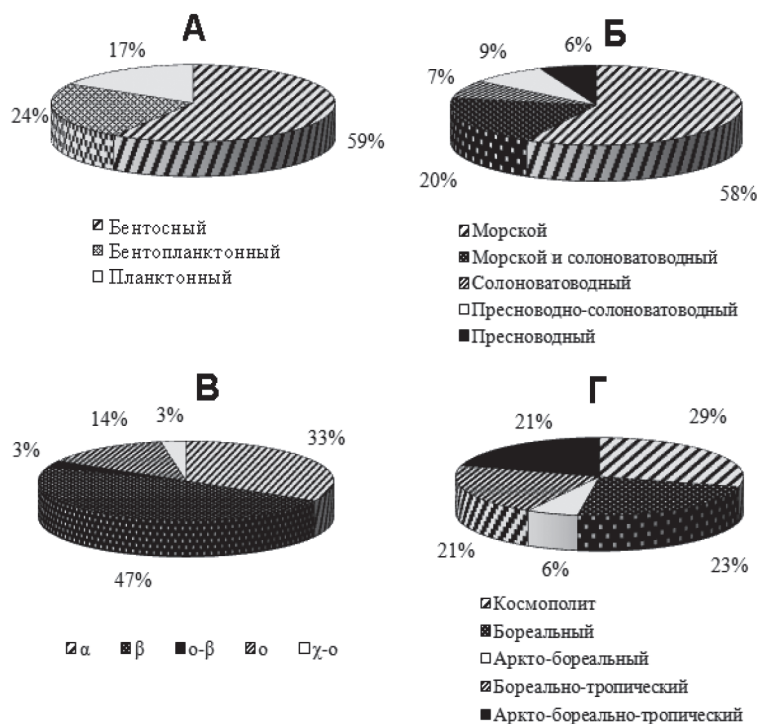 А
17%
24%
59%
Бентосный
Бентопланктонный
Планктонный
Б
9%
6%
7%
20%
58%
Морской
Морской и солоноватоводный
Солоноватоводный
Пресноводно-солоноватоводный
Пресноводный
В
14%
3%
33%
3%
47%
α β о-β о χ-о
Г
21%
29%
21%
6%
23%
Космополит
Бореальный
Аркто-бореальный
Бореально-тропический
Аркто-бореально-тропический